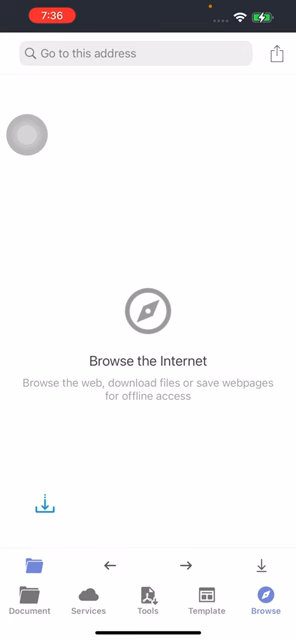 7:36
Go to this address
Browse the Internet
Browse the web, download files or save webpages
for offline access
Document
Services
Tools
Template
Browse